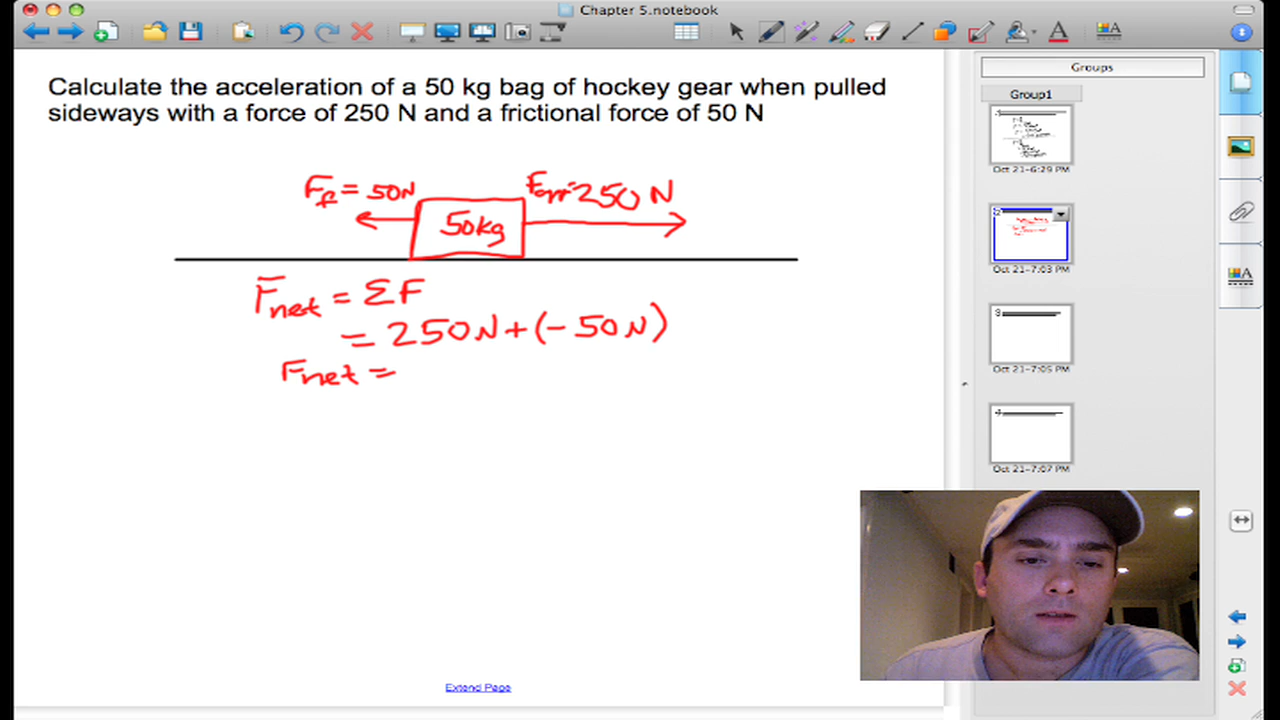 Chapter 5.notebook
Calculate the acceleration of a 50 kg bag of hockey gear when pulled
sideways with a force of 250 N and a frictional force of 50 N
Ff = 50N
250 N
50kg
Fnet = ΣF
= 250N + (- 50N)
Fnet =
Extend Page
Groups
Group1
Oct 21-6:29 PM
2
Oct 21-7:03 PM
3
Oct 21-7:05 PM
4
Oct 21-7:07 PM